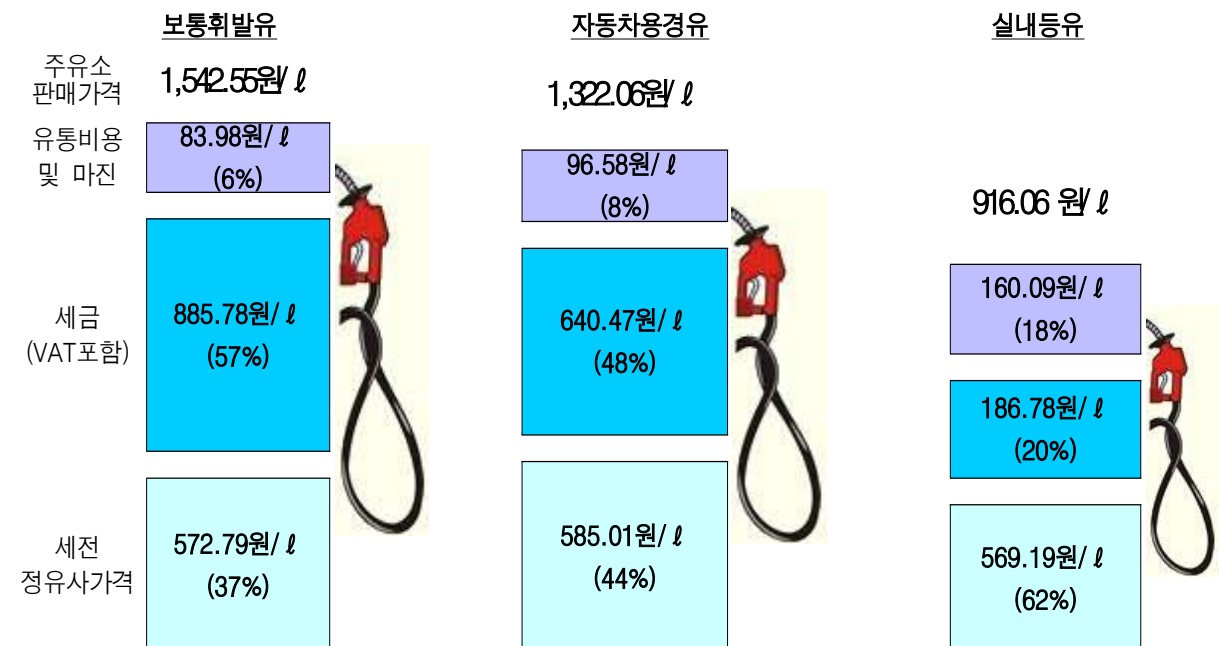 보통휘발유 자동차용경유 실내등유
주유소
판매가격
1,542.55원/ℓ
1,322.06원/ℓ
916.06 원/ℓ
유통비용
및 마진
83.98원/ℓ
(6%)
96.58원/ℓ
(8%)
160.09원/ℓ
(18%)
세금
(VAT포함)
885.78원/ℓ
(57%)
640.47원/ℓ
(48%)
186.78원/ℓ
(20%)
세전
정유사가격
572.79원/ℓ
(37%)
585.01원/ℓ
(44%)
569.19원/ℓ
(62%)